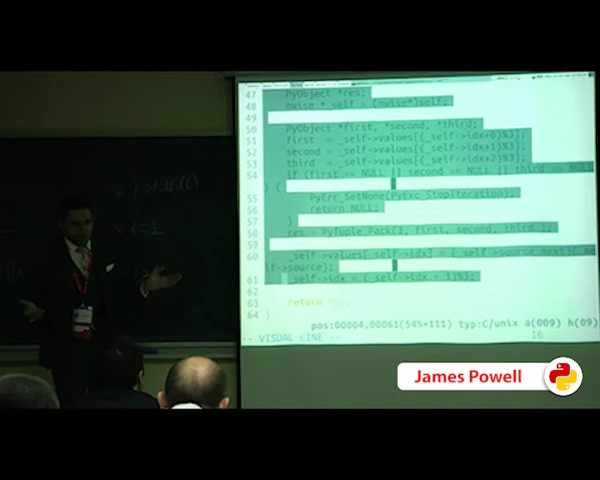 47 PyObject *res;
48 nwise *_self = (nwise*)self;
49
50 PyObject *first, *second, *third;
51 first = _self->values[(_self->idx+0)%3];
52 second = _self->values[(_self->idx+1)%3];
53 third = _self->values[(_self->idx+2)%3];
54 if (first == NULL || second == NULL || third == NULL
) {
55 PyErr_SetNone(PyExc_StopIteration);
56 return NULL;
57 }
58 res = PyTuple_Pack(3, first, second, third );
59
60 _self->values[_self->idx] = (_self->source_next)(_se
lf->source);
61 _self->idx = (_self->idx + 1)%3;
62
63 return res;
64 }
pos:00004,00061(54%+111) typ:C/unix a(009) h(09)
-- VISUAL LINE -- 16
James Powell